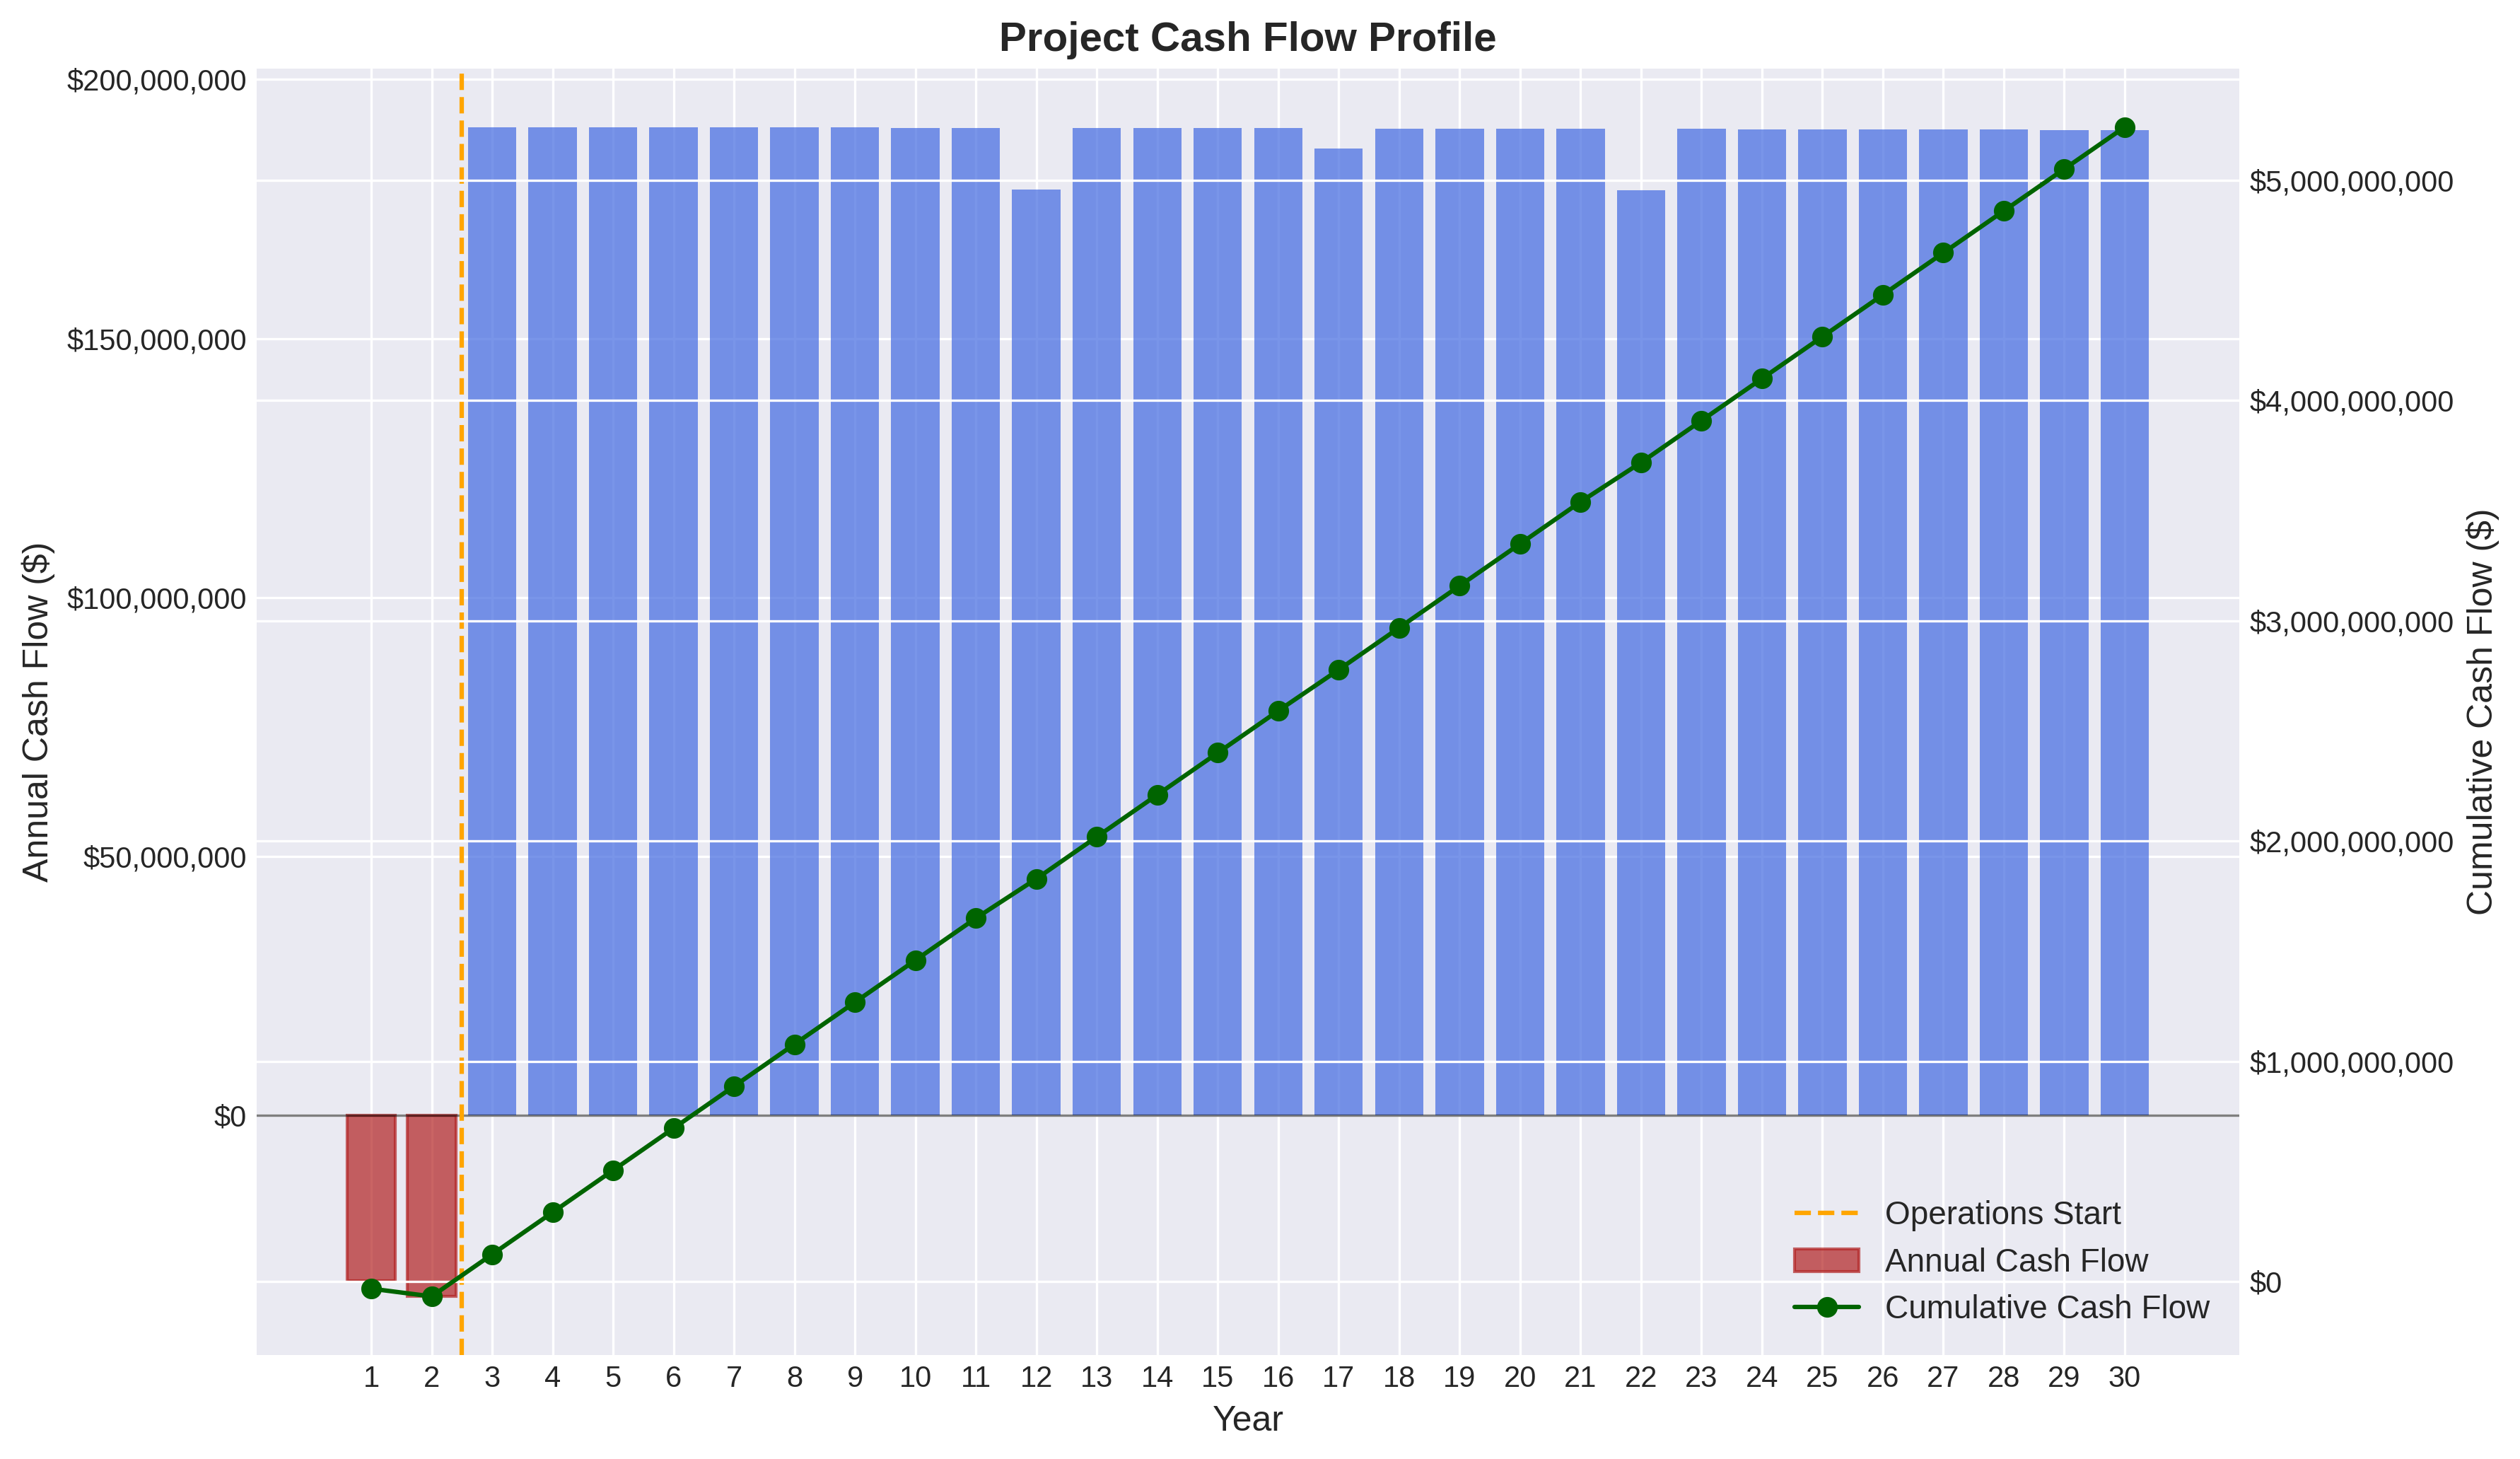 Project Cash Flow Profile
$200,000,000
$150,000,000
$100,000,000
$50,000,000
$0
Annual Cash Flow ($)
$5,000,000,000
$4,000,000,000
$3,000,000,000
$2,000,000,000
$1,000,000,000
$0
Cumulative Cash Flow ($)
Operations Start
Annual Cash Flow
Cumulative Cash Flow
1 2 3 4 5 6 7 8 9 10 11 12 13 14 15 16 17 18 19 20 21 22 23 24 25 26 27 28 29 30
Year